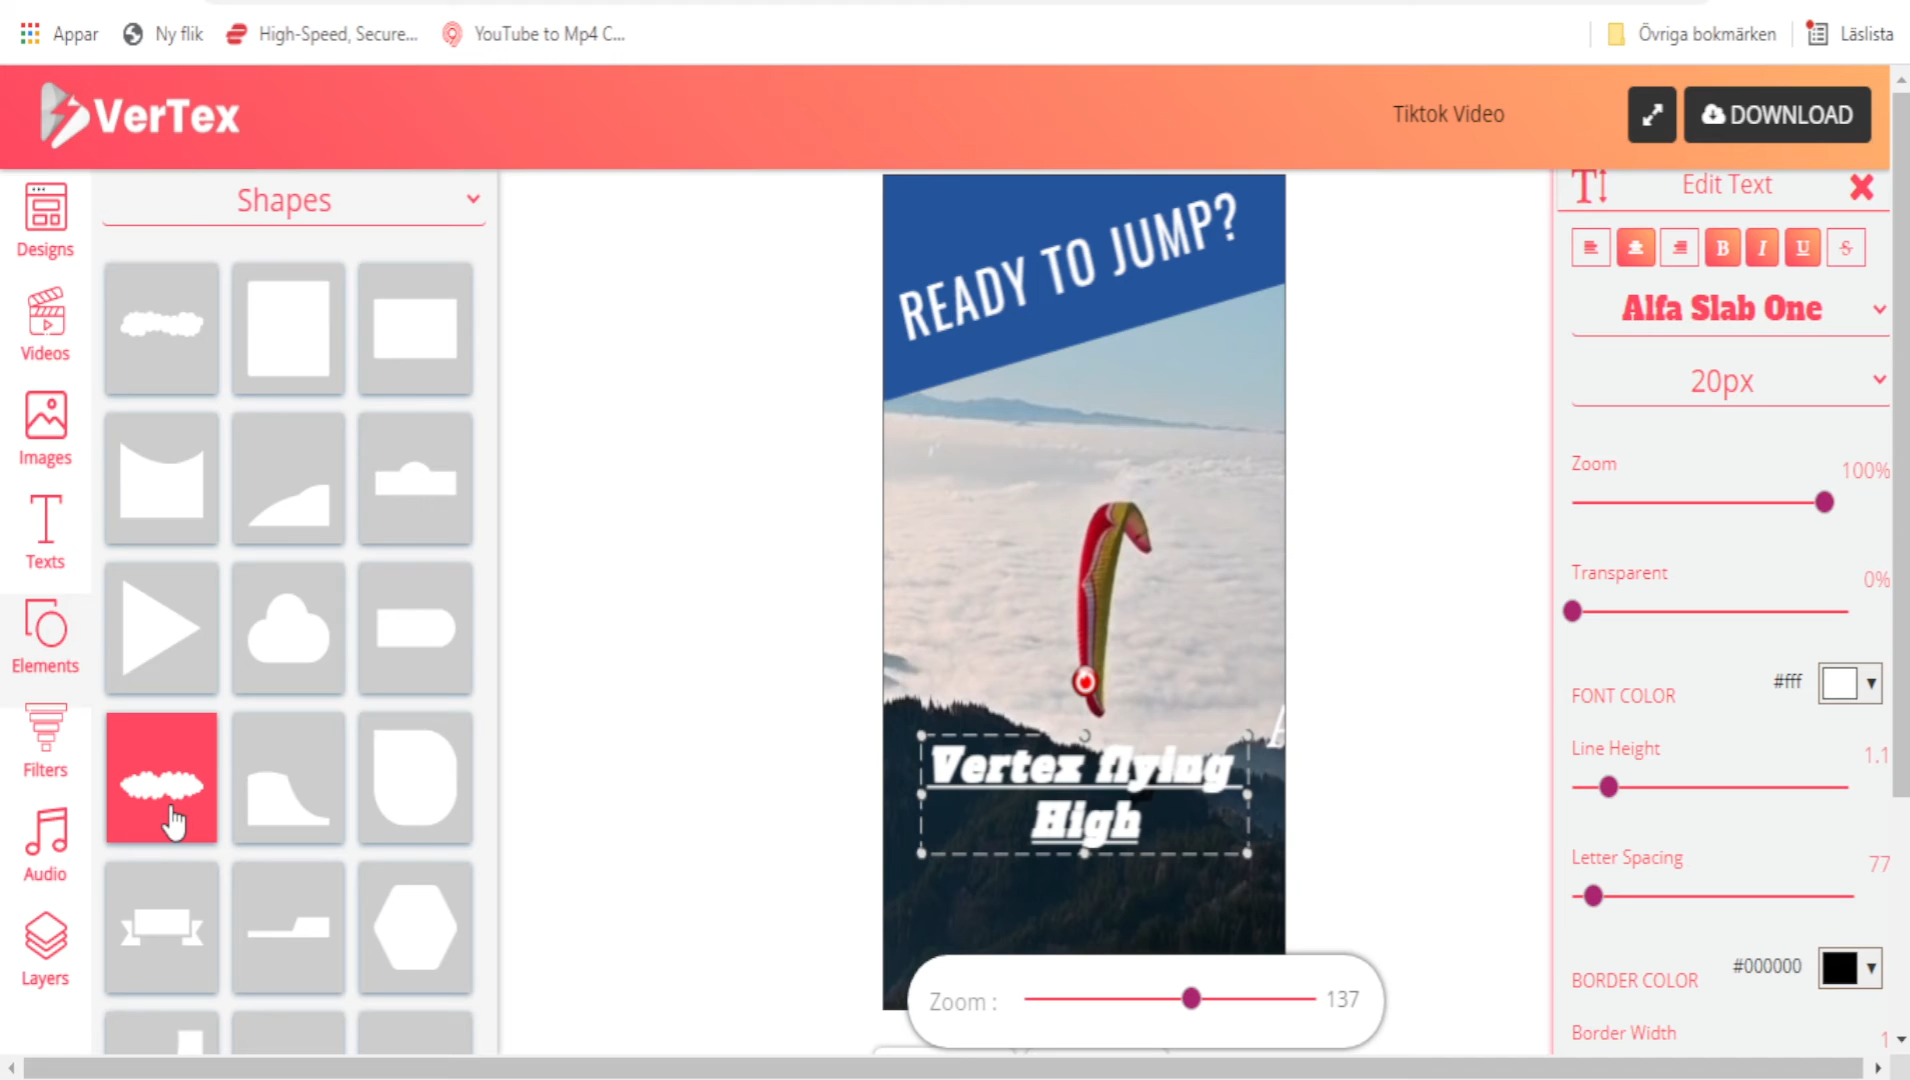 Appar
Ny flik
High-Speed, Secure...
YouTube to Mp4 C...
Övriga bokmärken
Läslista
VerTex
Tiktok Video
DOWNLOAD
Designs
Videos
Images
Texts
Elements
Filters
Audio
Layers
Shapes
READY TO JUMP?
A
Vertex flying
High
Zoom :
137
Edit Text
B I U S
Alfa Slab One
20px
Zoom
100%
Transparent
0%
FONT COLOR
#fff
Line Height
1.1
Letter Spacing
77
BORDER COLOR
#000000
Border Width
1